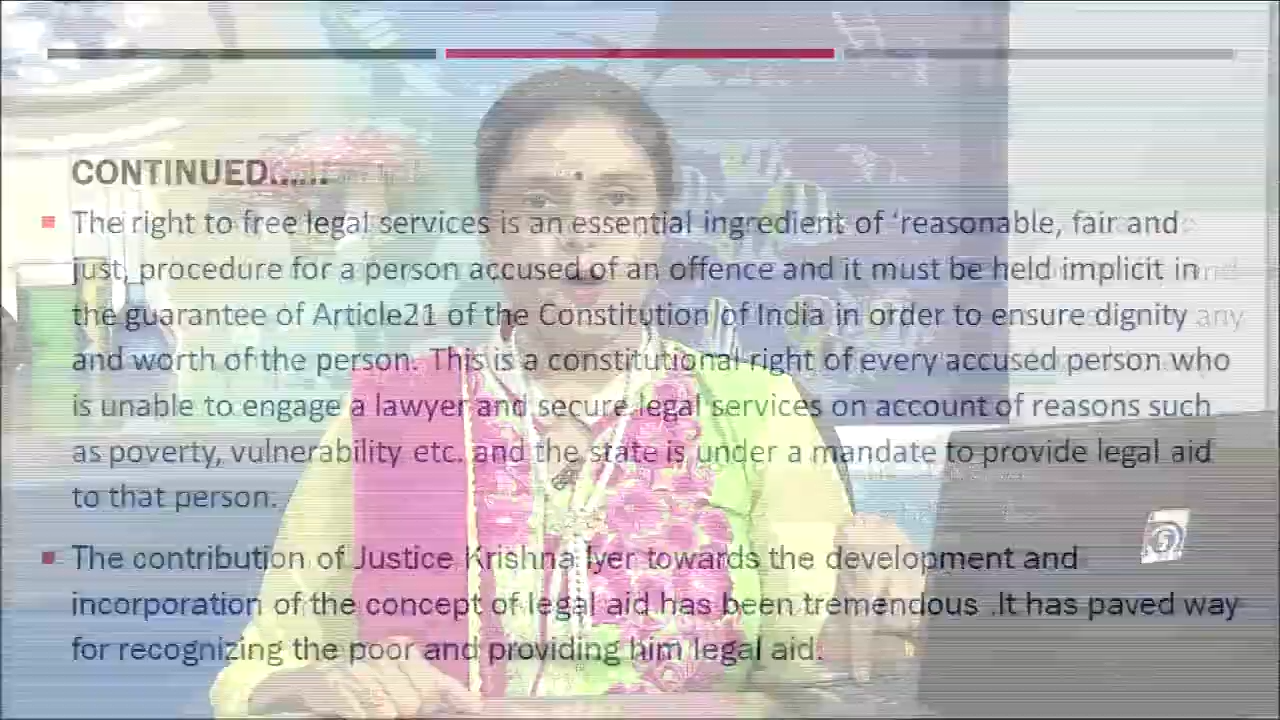 CONTINUED......
The right to free legal services is an essential ingredient of ‘reasonable, fair and
just, procedure for a person accused of an offence and it must be held implicit in
the guarantee of Article21 of the Constitution of India in order to ensure dignity
and worth of the person. This is a constitutional right of every accused person who
is unable to engage a lawyer and secure legal services on account of reasons such
as poverty, vulnerability etc. and the state is under a mandate to provide legal aid
to that person.
The contribution of Justice Krishna Iyer towards the development and
incorporation of the concept of legal aid has been tremendous .It has paved way
for recognizing the poor and providing him legal aid.